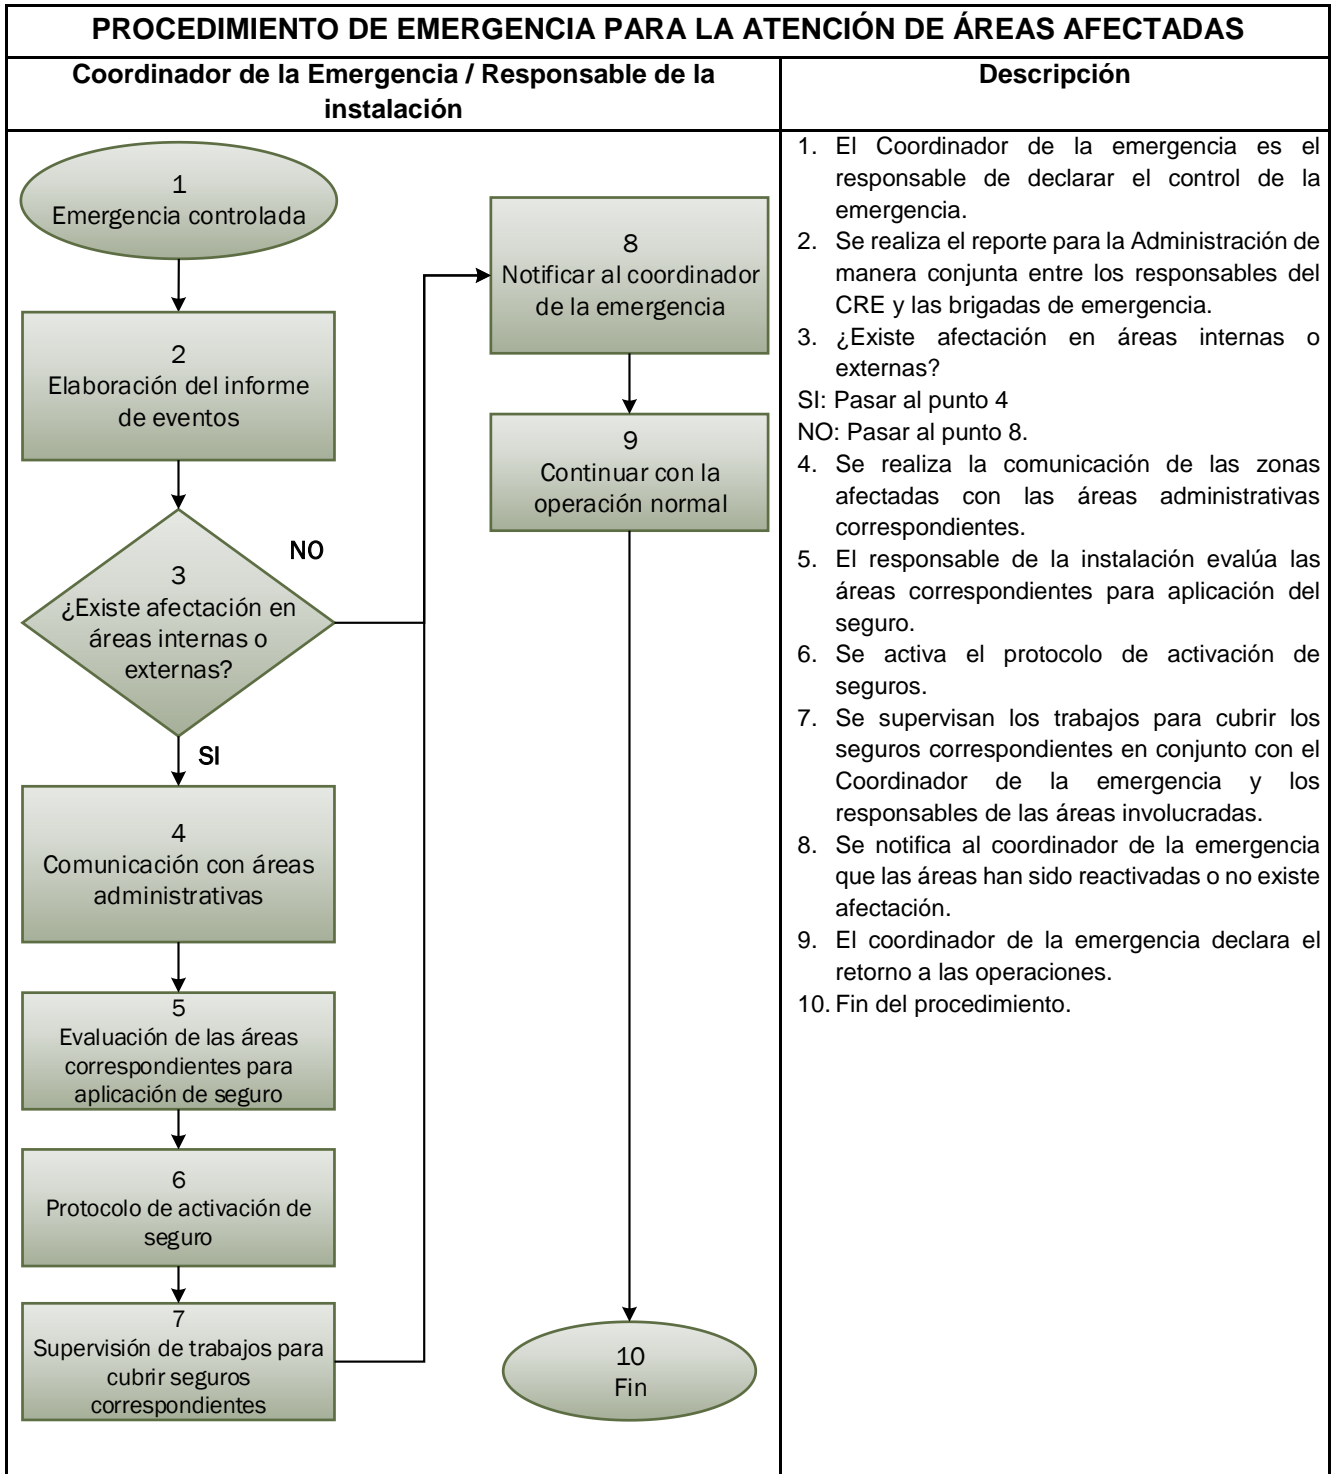 PROCEDIMIENTO DE EMERGENCIA PARA LA ATENCIÓN DE ÁREAS AFECTADAS
Coordinador de la Emergencia / Responsable de la
instalación
Descripción
1
Emergencia controlada
2
Elaboración del informe
de eventos
3
¿Existe afectación en
áreas internas o
externas?
NO
SI
4
Comunicación con áreas
administrativas
5
Evaluación de las áreas
correspondientes para
aplicación de seguro
6
Protocolo de activación de
seguro
7
Supervisión de trabajos para
cubrir seguros
correspondientes
8
Notificar al coordinador
de la emergencia
9
Continuar con la
operación normal
10
Fin
1. El Coordinador de la emergencia es el
responsable de declarar el control de la
emergencia.
2. Se realiza el reporte para la Administración de
manera conjunta entre los responsables del
CRE y las brigadas de emergencia.
3. ¿Existe afectación en áreas internas o
externas?
SI: Pasar al punto 4
NO: Pasar al punto 8.
4. Se realiza la comunicación de las zonas
afectadas con las áreas administrativas
correspondientes.
5. El responsable de la instalación evalúa las
áreas correspondientes para aplicación del
seguro.
6. Se activa el protocolo de activación de
seguros.
7. Se supervisan los trabajos para cubrir los
seguros correspondientes en conjunto con el
Coordinador de la emergencia y los
responsables de las áreas involucradas.
8. Se notifica al coordinador de la emergencia
que las áreas han sido reactivadas o no existe
afectación.
9. El coordinador de la emergencia declara el
retorno a las operaciones.
10. Fin del procedimiento.